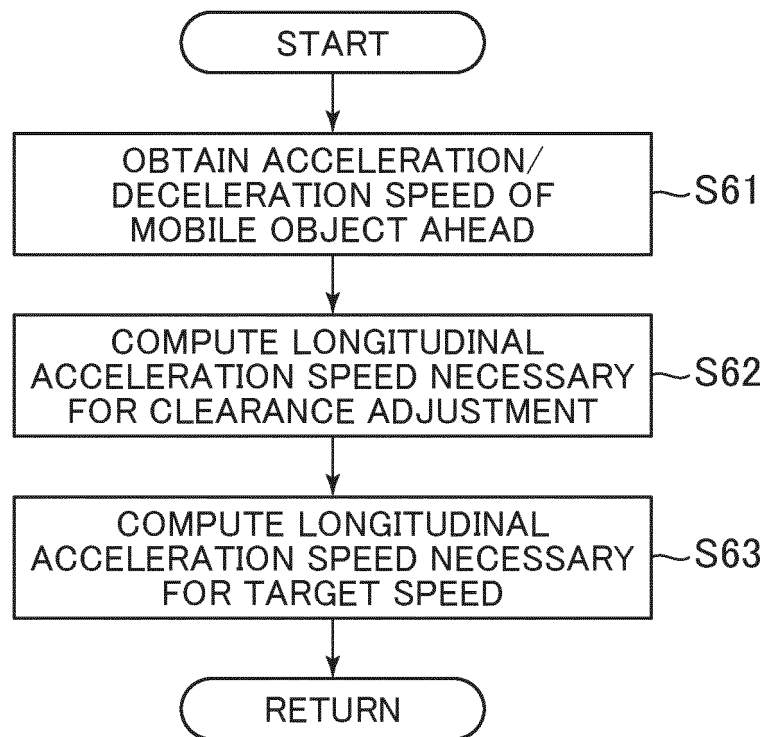 START
OBTAIN ACCELERATION/
DECELERATION SPEED OF
MOBILE OBJECT AHEAD
S61
COMPUTE LONGITUDINAL
ACCELERATION SPEED NECESSARY
FOR CLEARANCE ADJUSTMENT
S62
COMPUTE LONGITUDINAL
ACCELERATION SPEED NECESSARY
FOR TARGET SPEED
S63
RETURN